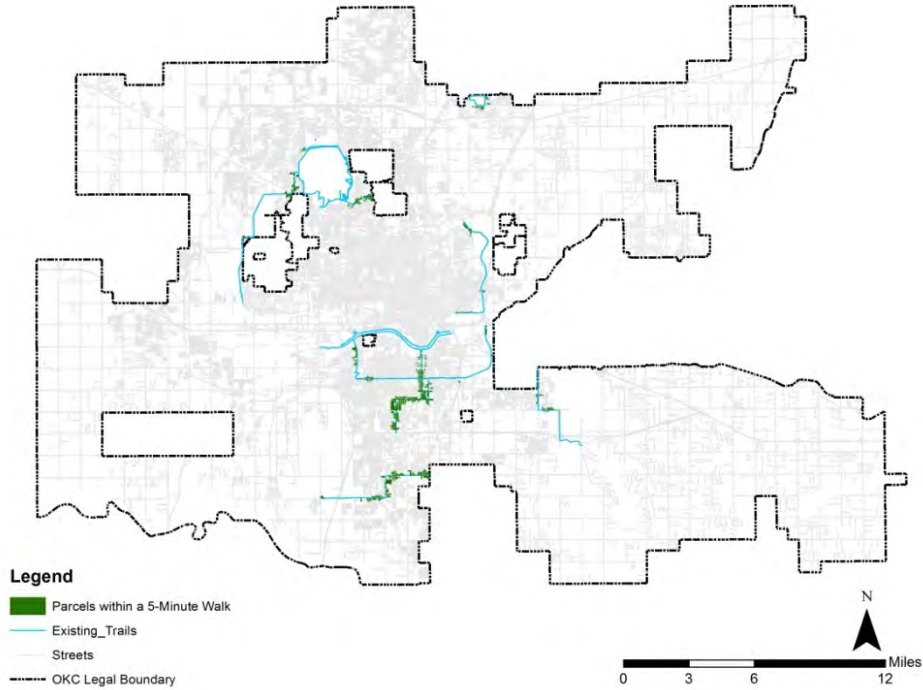 Legend
Parcels within a 5-Minute Walk
Existing_Trails
Streets
OKC Legal Boundary
N
Miles
0 3 6 12